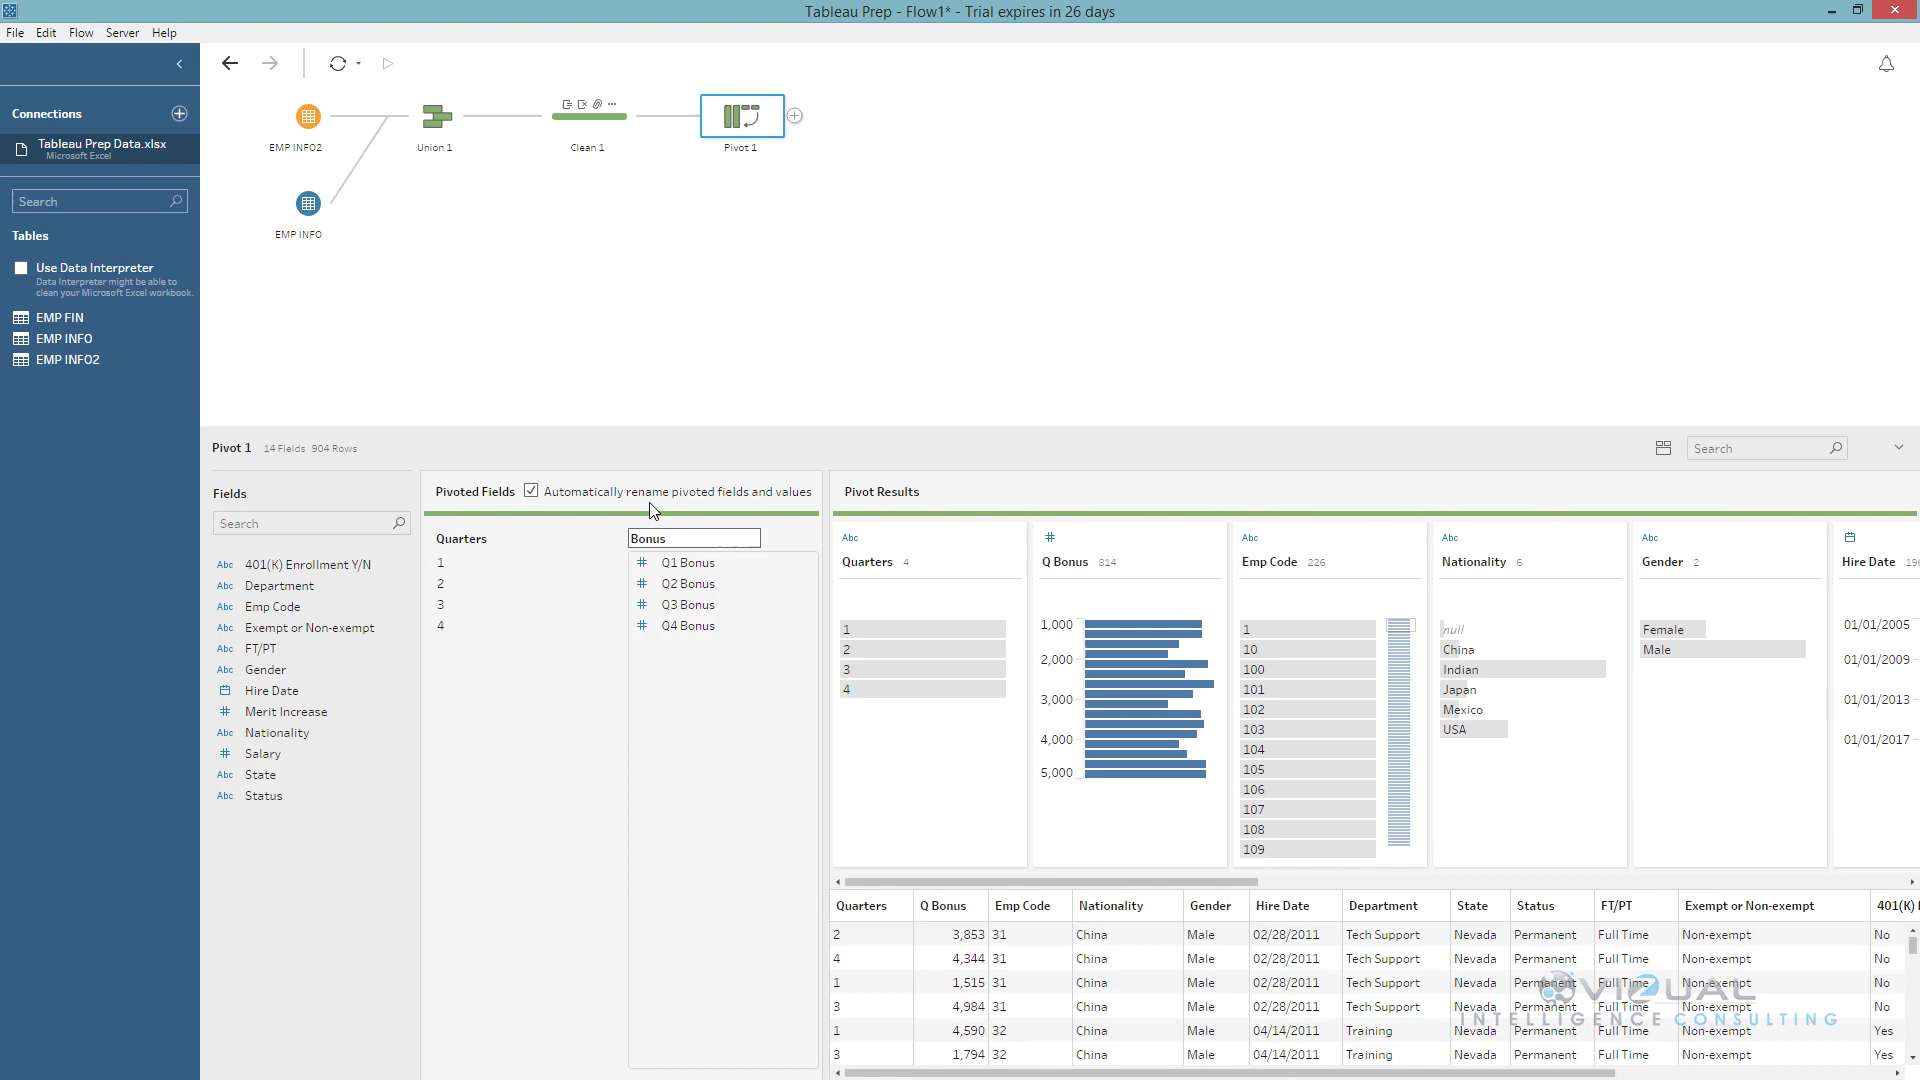 Tableau Prep - Flow1* - Trial expires in 26 days
File Edit Flow Server Help
Connections
Tableau Prep Data.xlsx
Microsoft Excel
Search
Tables
Use Data Interpreter
Data Interpreter might be able to
clean your Microsoft Excel workbook.
EMP FIN
EMP INFO
EMP INFO2
EMP INFO2 Union 1 Clean 1 Pivot 1
EMP INFO
Pivot 1 14 Fields 904 Rows
Search
Fields
Search
Abc 401(K) Enrollment Y/N
Abc Department
Abc Emp Code
Abc Exempt or Non-exempt
Abc FT/PT
Abc Gender
Hire Date
# Merit Increase
Abc Nationality
# Salary
Abc State
Abc Status
Pivoted Fields Automatically rename pivoted fields and values
Quarters Bonus
1 # Q1 Bonus
2 # Q2 Bonus
3 # Q3 Bonus
4 # Q4 Bonus
Pivot Results
Abc
Quarters 4
1
2
3
4
#
Q Bonus 814
1,000
2,000
3,000
4,000
5,000
Abc
Emp Code 226
1
10
100
101
102
103
104
105
106
107
108
109
Abc
Nationality 6
null
China
Indian
Japan
Mexico
USA
Abc
Gender 2
Female
Male
Hire Date
01/01/2005
01/01/2009
01/01/2013
01/01/2017
Quarters Q Bonus Emp Code Nationality Gender Hire Date Department State Status FT/PT Exempt or Non-exempt 401(K)
2 3,853 31 China Male 02/28/2011 Tech Support Nevada Permanent Full Time Non-exempt No
4 4,344 31 China Male 02/28/2011 Tech Support Nevada Permanent Full Time Non-exempt No
1 1,515 31 China Male 02/28/2011 Tech Support Nevada Permanent Full Time Non-exempt No
3 4,984 31 China Male 02/28/2011 Tech Support Nevada Permanent Full Time Non-exempt No
1 4,590 32 China Male 04/14/2011 Training Nevada Permanent Full Time Non-exempt Yes
3 1,794 32 China Male 04/14/2011 Training Nevada Permanent Full Time Non-exempt Yes
INTELLIGENCE CONSULTING